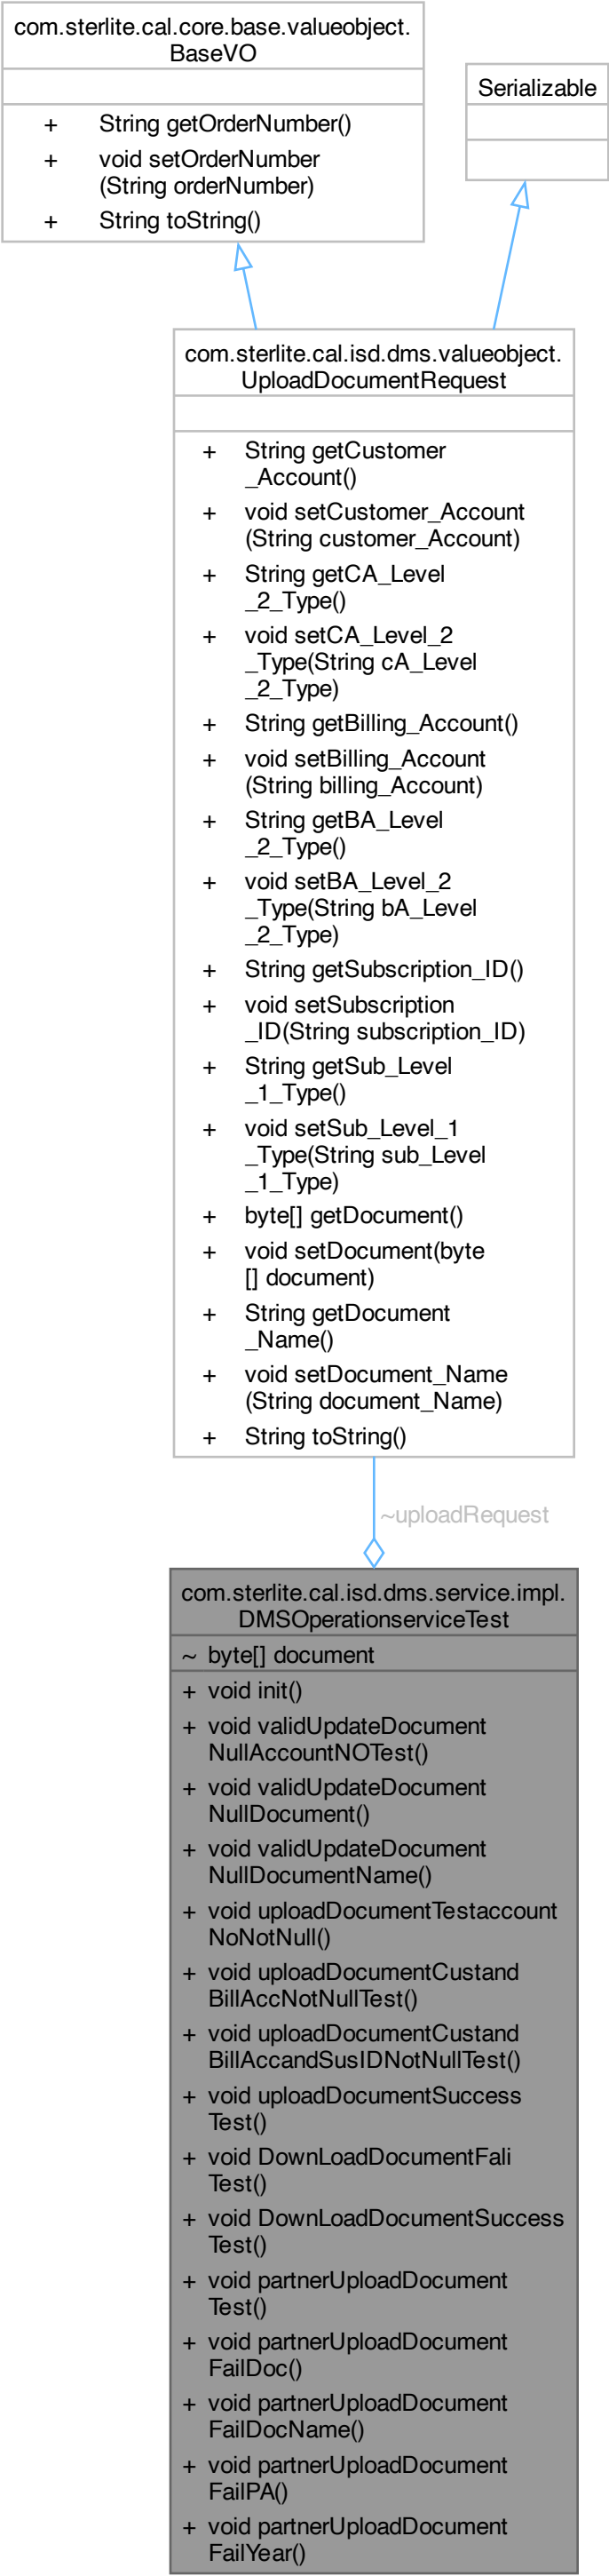 com.sterlite.cal.core.base.valueobject.
BaseVO
+ String getOrderNumber()
+ void setOrderNumber
(String orderNumber)
+ String toString()
Serializable
com.sterlite.cal.isd.dms.valueobject.
UploadDocumentRequest
+ String getCustomer
_Account()
+ void setCustomer_Account
(String customer_Account)
+ String getCA_Level
_2_Type()
+ void setCA_Level_2
_Type(String cA_Level
_2_Type)
+ String getBilling_Account()
+ void setBilling_Account
(String billing_Account)
+ String getBA_Level
_2_Type()
+ void setBA_Level_2
_Type(String bA_Level
_2_Type)
+ String getSubscription_ID()
+ void setSubscription
_ID(String subscription_ID)
+ String getSub_Level
_1_Type()
+ void setSub_Level_1
_Type(String sub_Level
_1_Type)
+ byte[] getDocument()
+ void setDocument(byte
[] document)
+ String getDocument
_Name()
+ void setDocument_Name
(String document_Name)
+ String toString()
~uploadRequest
com.sterlite.cal.isd.dms.service.impl.
DMSOperationserviceTest
~ byte[] document
+ void init()
+ void validUpdateDocument
NullAccountNOTest()
+ void validUpdateDocument
NullDocument()
+ void validUpdateDocument
NullDocumentName()
+ void uploadDocumentTestaccount
NoNotNull()
+ void uploadDocumentCustand
BillAccNotNullTest()
+ void uploadDocumentCustand
BillAccandSusIDNotNullTest()
+ void uploadDocumentSuccess
Test()
+ void DownLoadDocumentFali
Test()
+ void DownLoadDocumentSuccess
Test()
+ void partnerUploadDocument
Test()
+ void partnerUploadDocument
FailDoc()
+ void partnerUploadDocument
FailDocName()
+ void partnerUploadDocument
FailPA()
+ void partnerUploadDocument
FailYear()